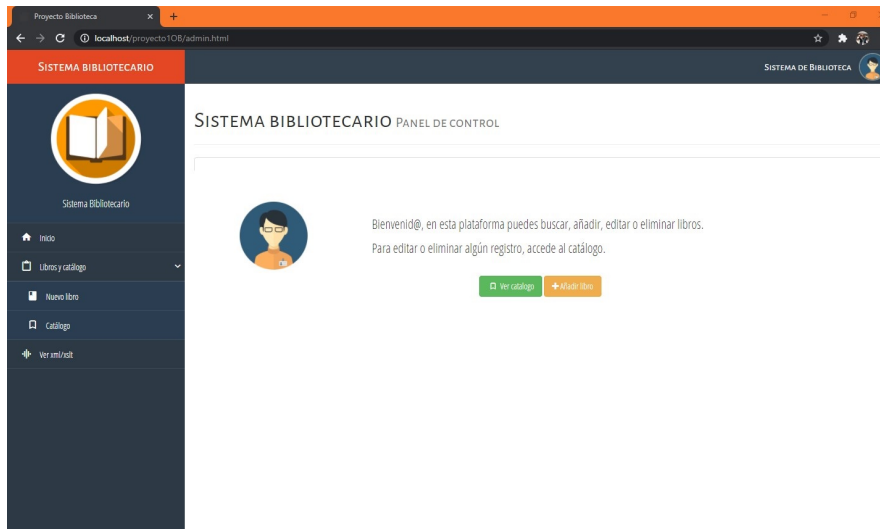 Proyecto Biblioteca
localhost/proyecto1OB/admin.html
SISTEMA BIBLIOTECARIO
SISTEMA DE BIBLIOTECA
Sistema Bibliotecario
Inicio
Libros y catálogo
Nuevo libro
Catálogo
Ver xml/xslt
SISTEMA BIBLIOTECARIO PANEL DE CONTROL
Bienvenid@, en esta plataforma puedes buscar, añadir, editar o eliminar libros.
Para editar o eliminar algún registro, accede al catálogo.
Ver catalogo Añadir libro